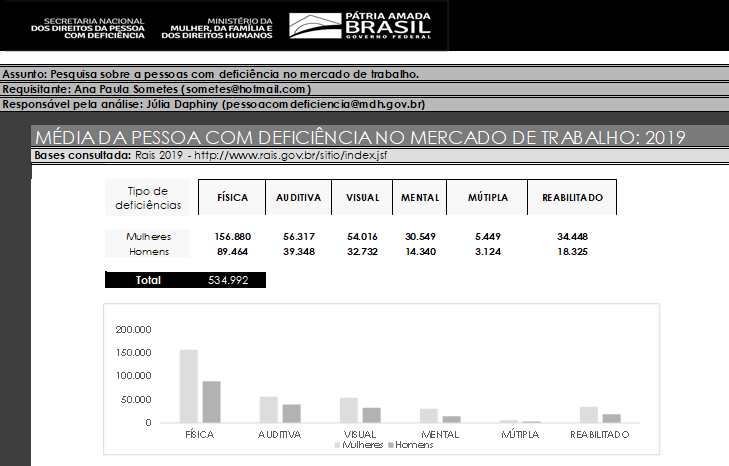 SECRETARIA NACIONAL
DOS DIREITOS DA PESSOA
COM DEFICIÊNCIA
MINISTÉRIO DA
MULHER, DA FAMÍLIA E
DOS DIREITOS HUMANOS
PÁTRIA AMADA
BRASIL
GOVERNO FEDERAL
Assunto: Pesquisa sobre a pessoas com deficiência no mercado de trabalho.
Requisitante: Ana Paula Sometes (sometes@hotmail.com)
Responsável pela análise: Júlia Daphiny (pessoacomdeficiencia@mdh.gov.br)
MÉDIA DA PESSOA COM DEFICIÊNCIA NO MERCADO DE TRABALHO: 2019
Bases consultada: Rais 2019 - http://www.rais.gov.br/sitio/index.jsf
Tipo de deficiências FÍSICA AUDITIVA VISUAL MENTAL MÚTIPLA REABILITADO
Mulheres 156.880 56.317 54.016 30.549 5.449 34.448
Homens 89.464 39.348 32.732 14.340 3.124 18.325
Total 534.992
200.000
150.000
100.000
50.000
0
FÍSICA AUDITIVA VISUAL MENTAL MÚTIPLA REABILITADO
Mulheres Homens